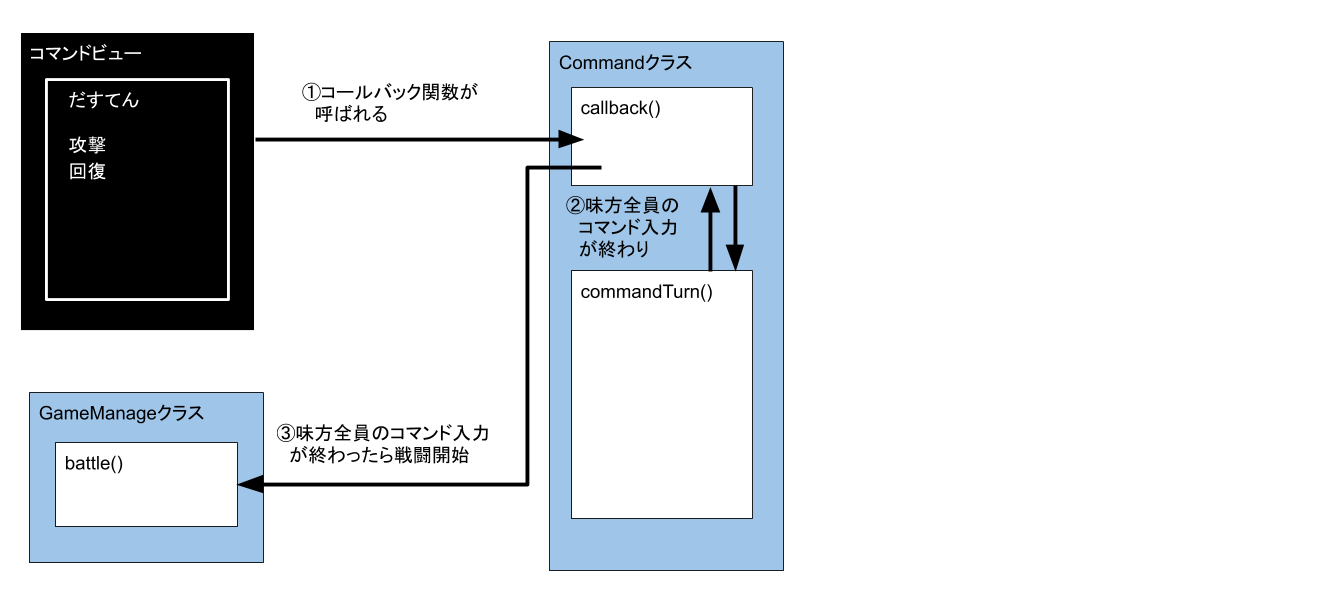 コマンドビュー
だすてん
攻撃
回復
①コールバック関数が
呼ばれる
Commandクラス
callback()
②味方全員の
コマンド入力
が終わり
commandTurn()
GameManageクラス
battle()
③味方全員のコマンド入力
が終わったら戦闘開始